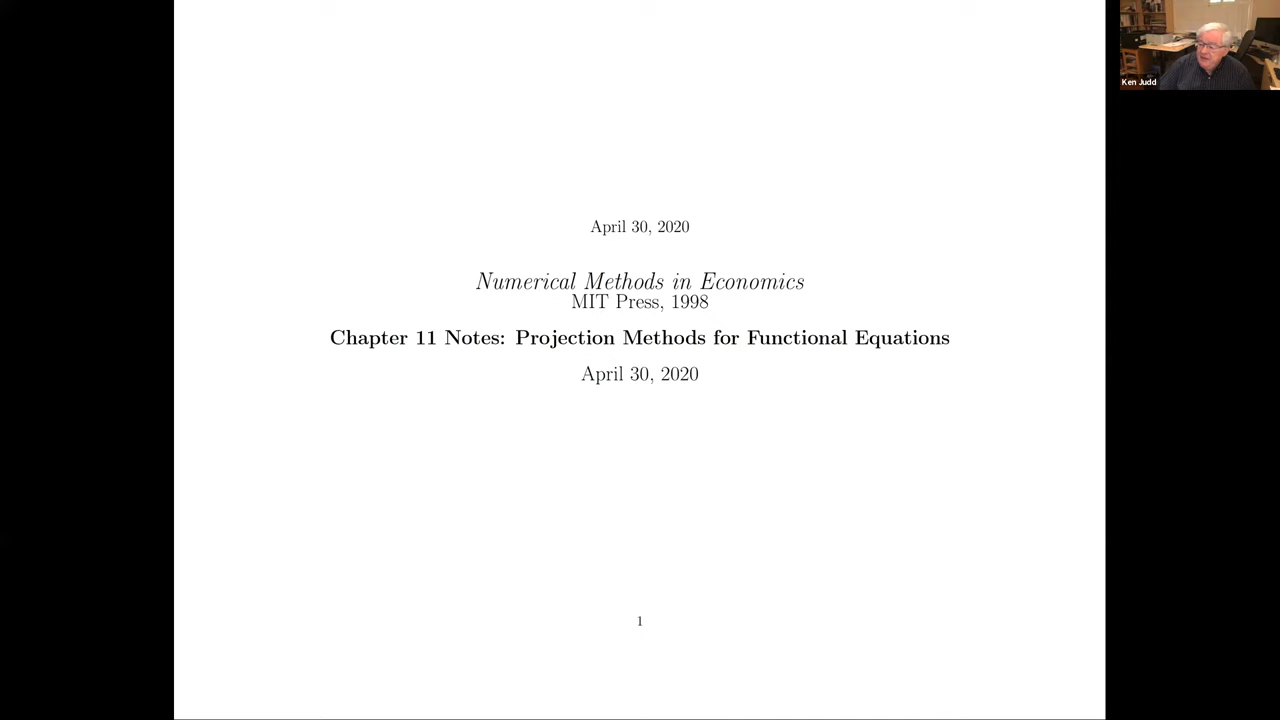 April 30, 2020
Numerical Methods in Economics
MIT Press, 1998
Chapter 11 Notes: Projection Methods for Functional Equations
April 30, 2020
1
Ken Judd